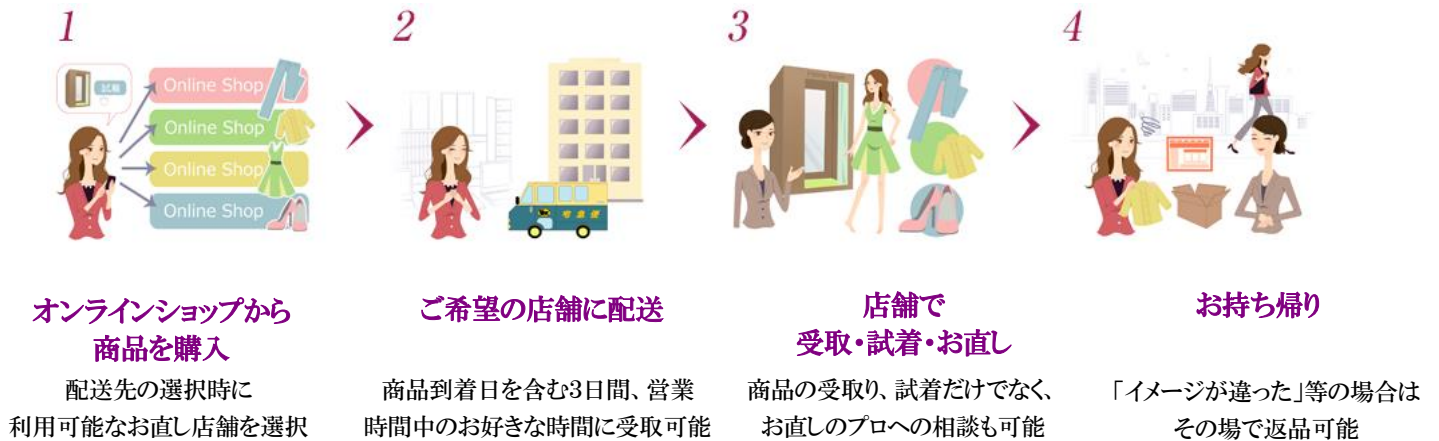 1
2
3
4
試着
Online Shop
Online Shop
Online Shop
Online Shop
宅急便
オンラインショップから
商品を購入
配送先の選択時に
利用可能なお直し店舗を選択
ご希望の店舗に配送
商品到着日を含む3日間、営業
時間中のお好きな時間に受取可能
店舗で
受取・試着・お直し
商品の受取り、試着だけでなく、
お直しのプロへの相談も可能
お持ち帰り
「イメージが違った」等の場合は
その場で返品可能